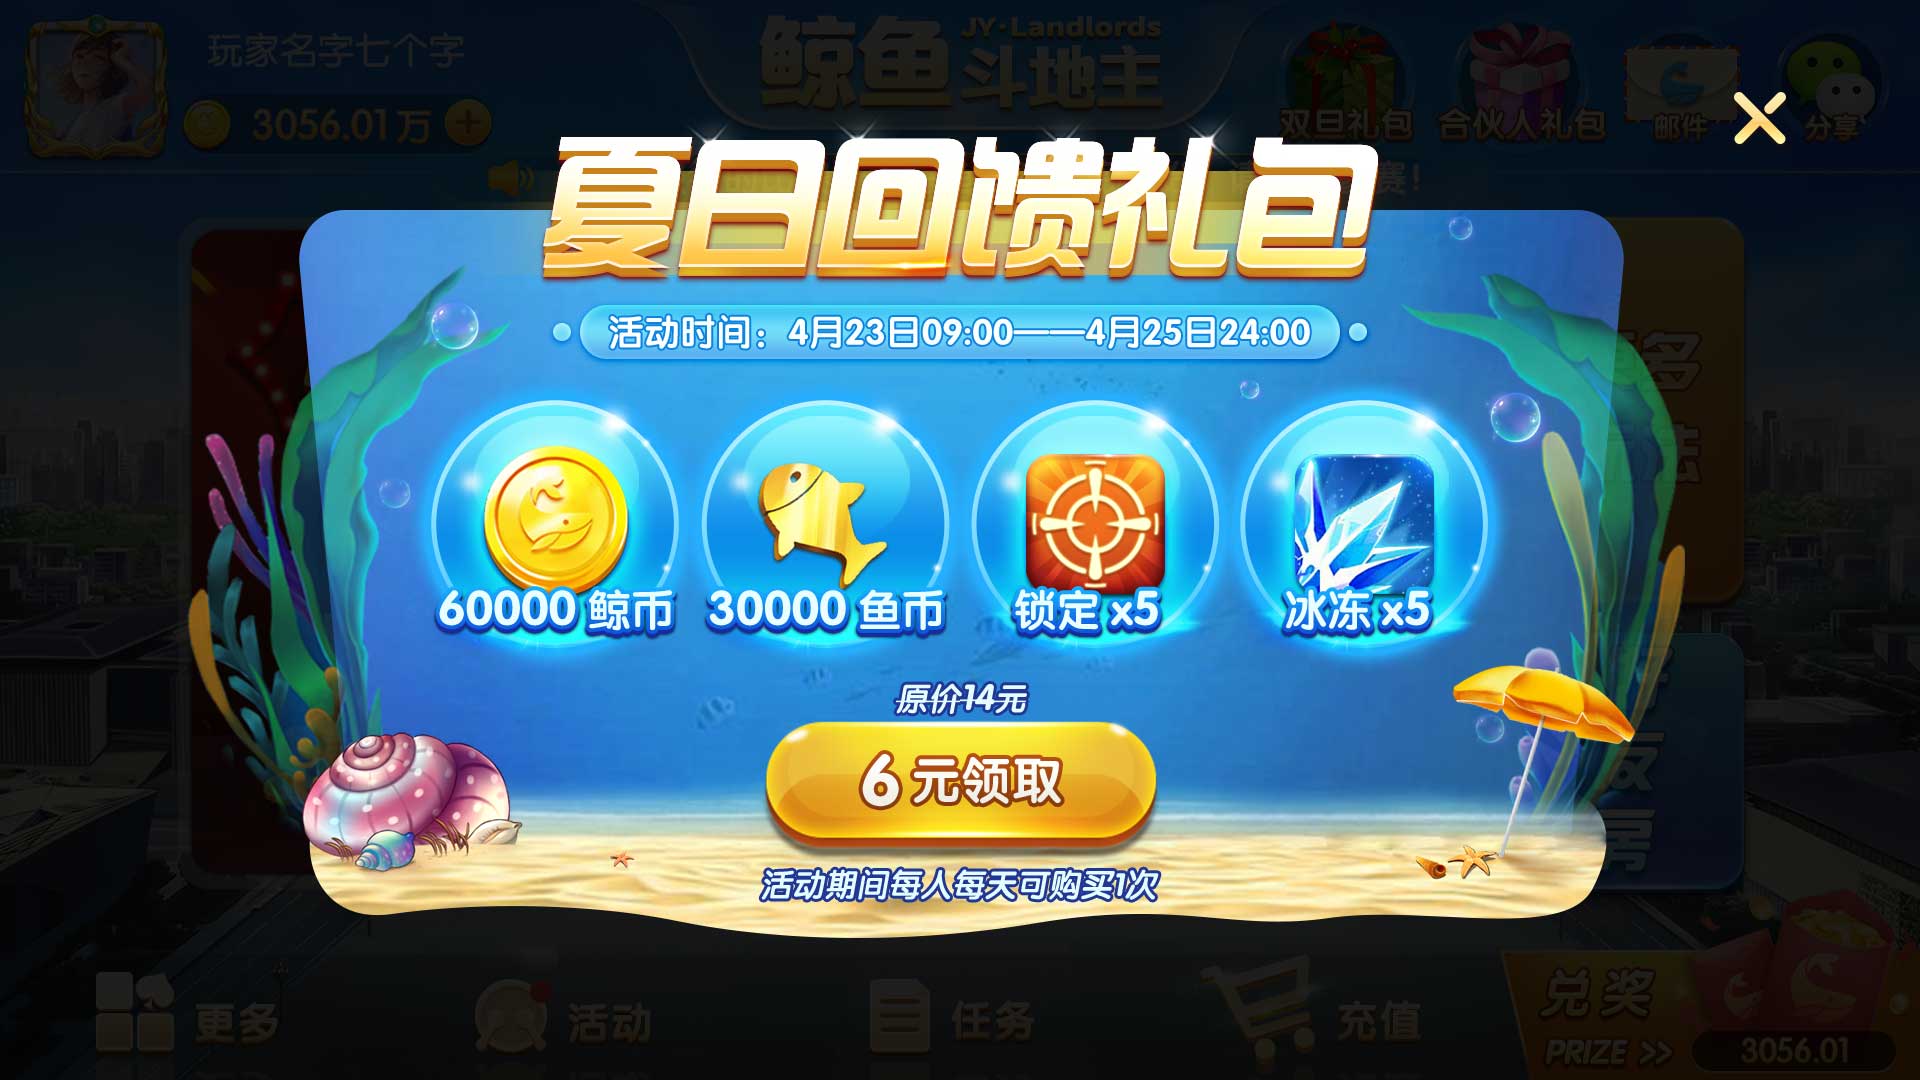 玩家名字七个字
3056.01万
鲸鱼
JY·Landlords
斗地主
双旦礼包
合伙人礼包
邮件
分享
赛！
夏日回馈礼包
活动时间：4月23日09:00——4月25日24:00
60000 鲸币
30000 鱼币
锁定 x5
冰冻 x5
原价14元
6元领取
活动期间每人每天可购买1次
更多
活动
任务
充值
兑奖
PRIZE >>
3056.01